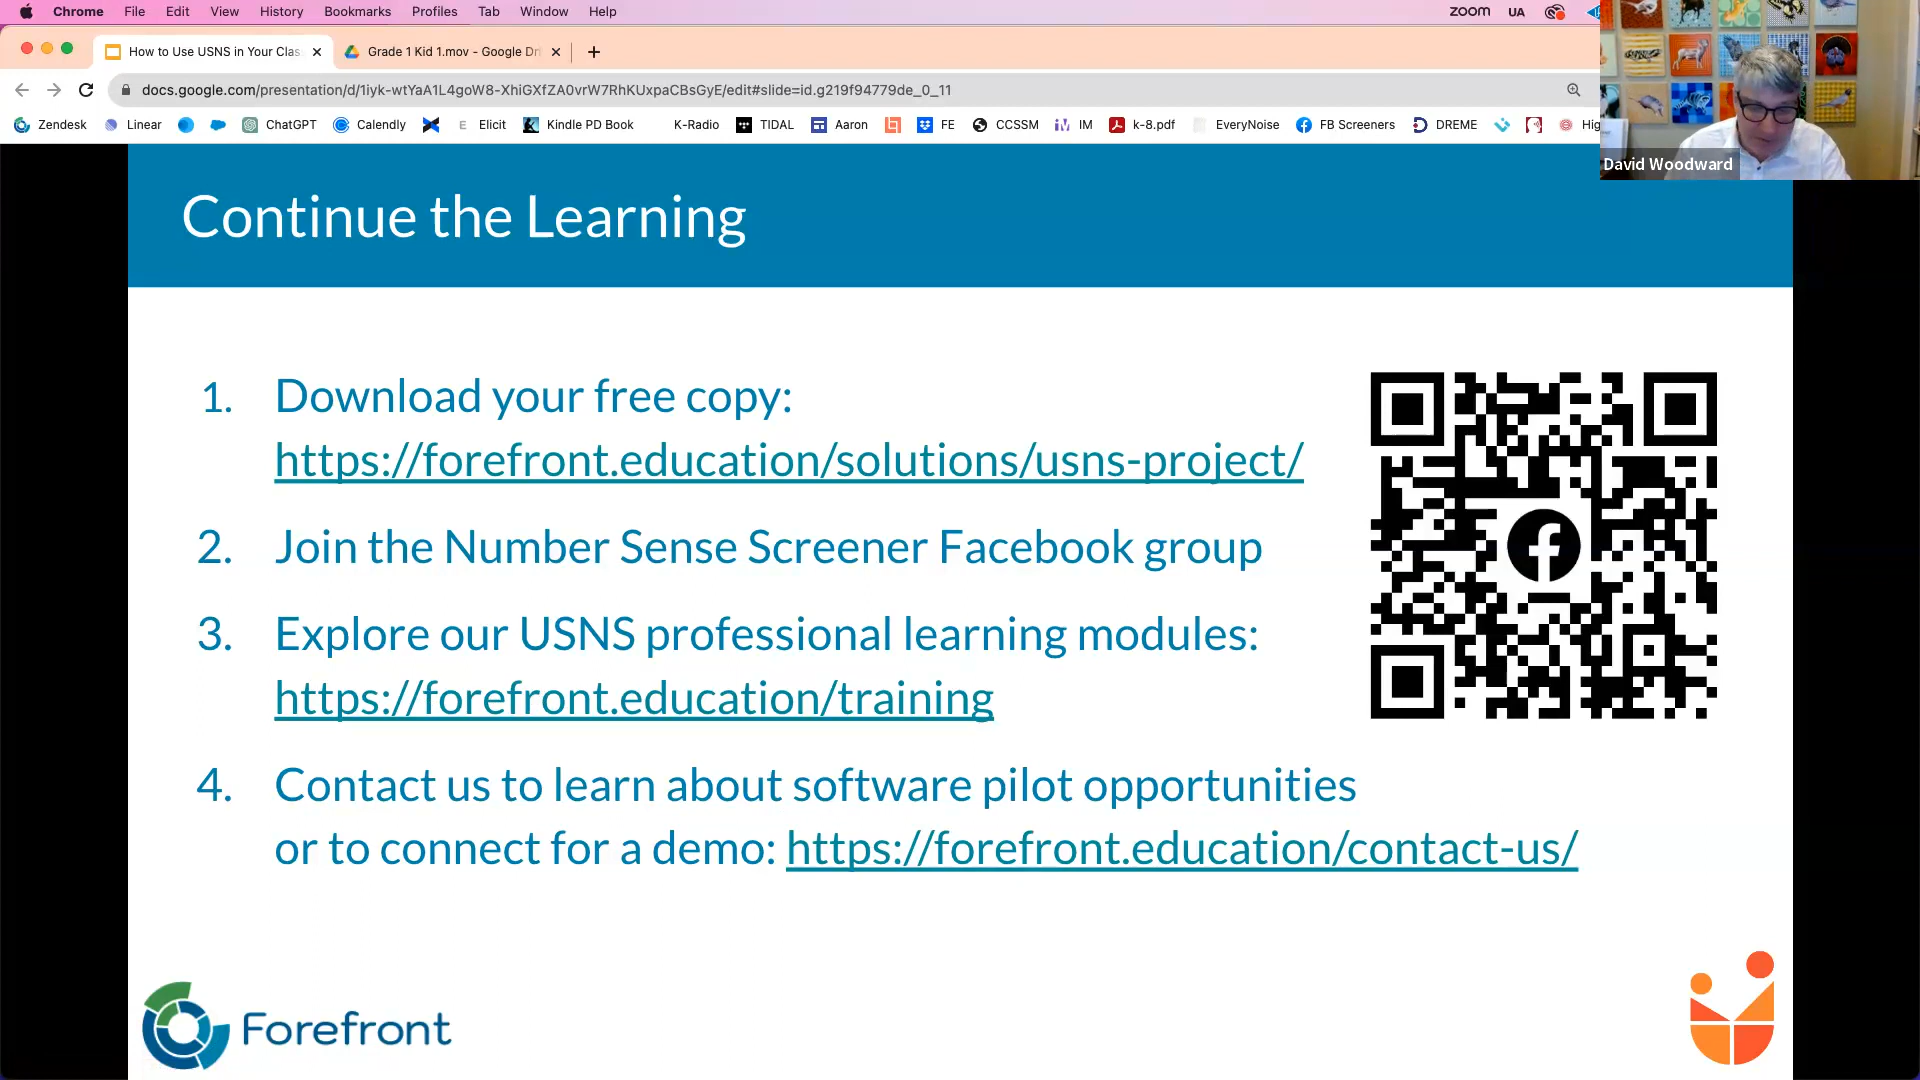 Chrome File Edit View History Bookmarks Profiles Tab Window Help zoom UA
How to Use USNS in Your Clas Grade 1 Kid 1.mov - Google Dri
docs.google.com/presentation/d/1iyk-wtYaA1L4goW8-XhiGXfZA0vrW7RhKUxpaCBsGyE/edit#slide=id.g219f94779de_0_11
Zendesk Linear ChatGPT Calendly E Elicit Kindle PD Book K-Radio TIDAL Aaron FE CCSSM IM k-8.pdf EveryNoise FB Screeners DREME Hig
David Woodward
Continue the Learning
1. Download your free copy:
https://forefront.education/solutions/usns-project/
2. Join the Number Sense Screener Facebook group
3. Explore our USNS professional learning modules:
https://forefront.education/training
4. Contact us to learn about software pilot opportunities
or to connect for a demo: https://forefront.education/contact-us/
Forefront